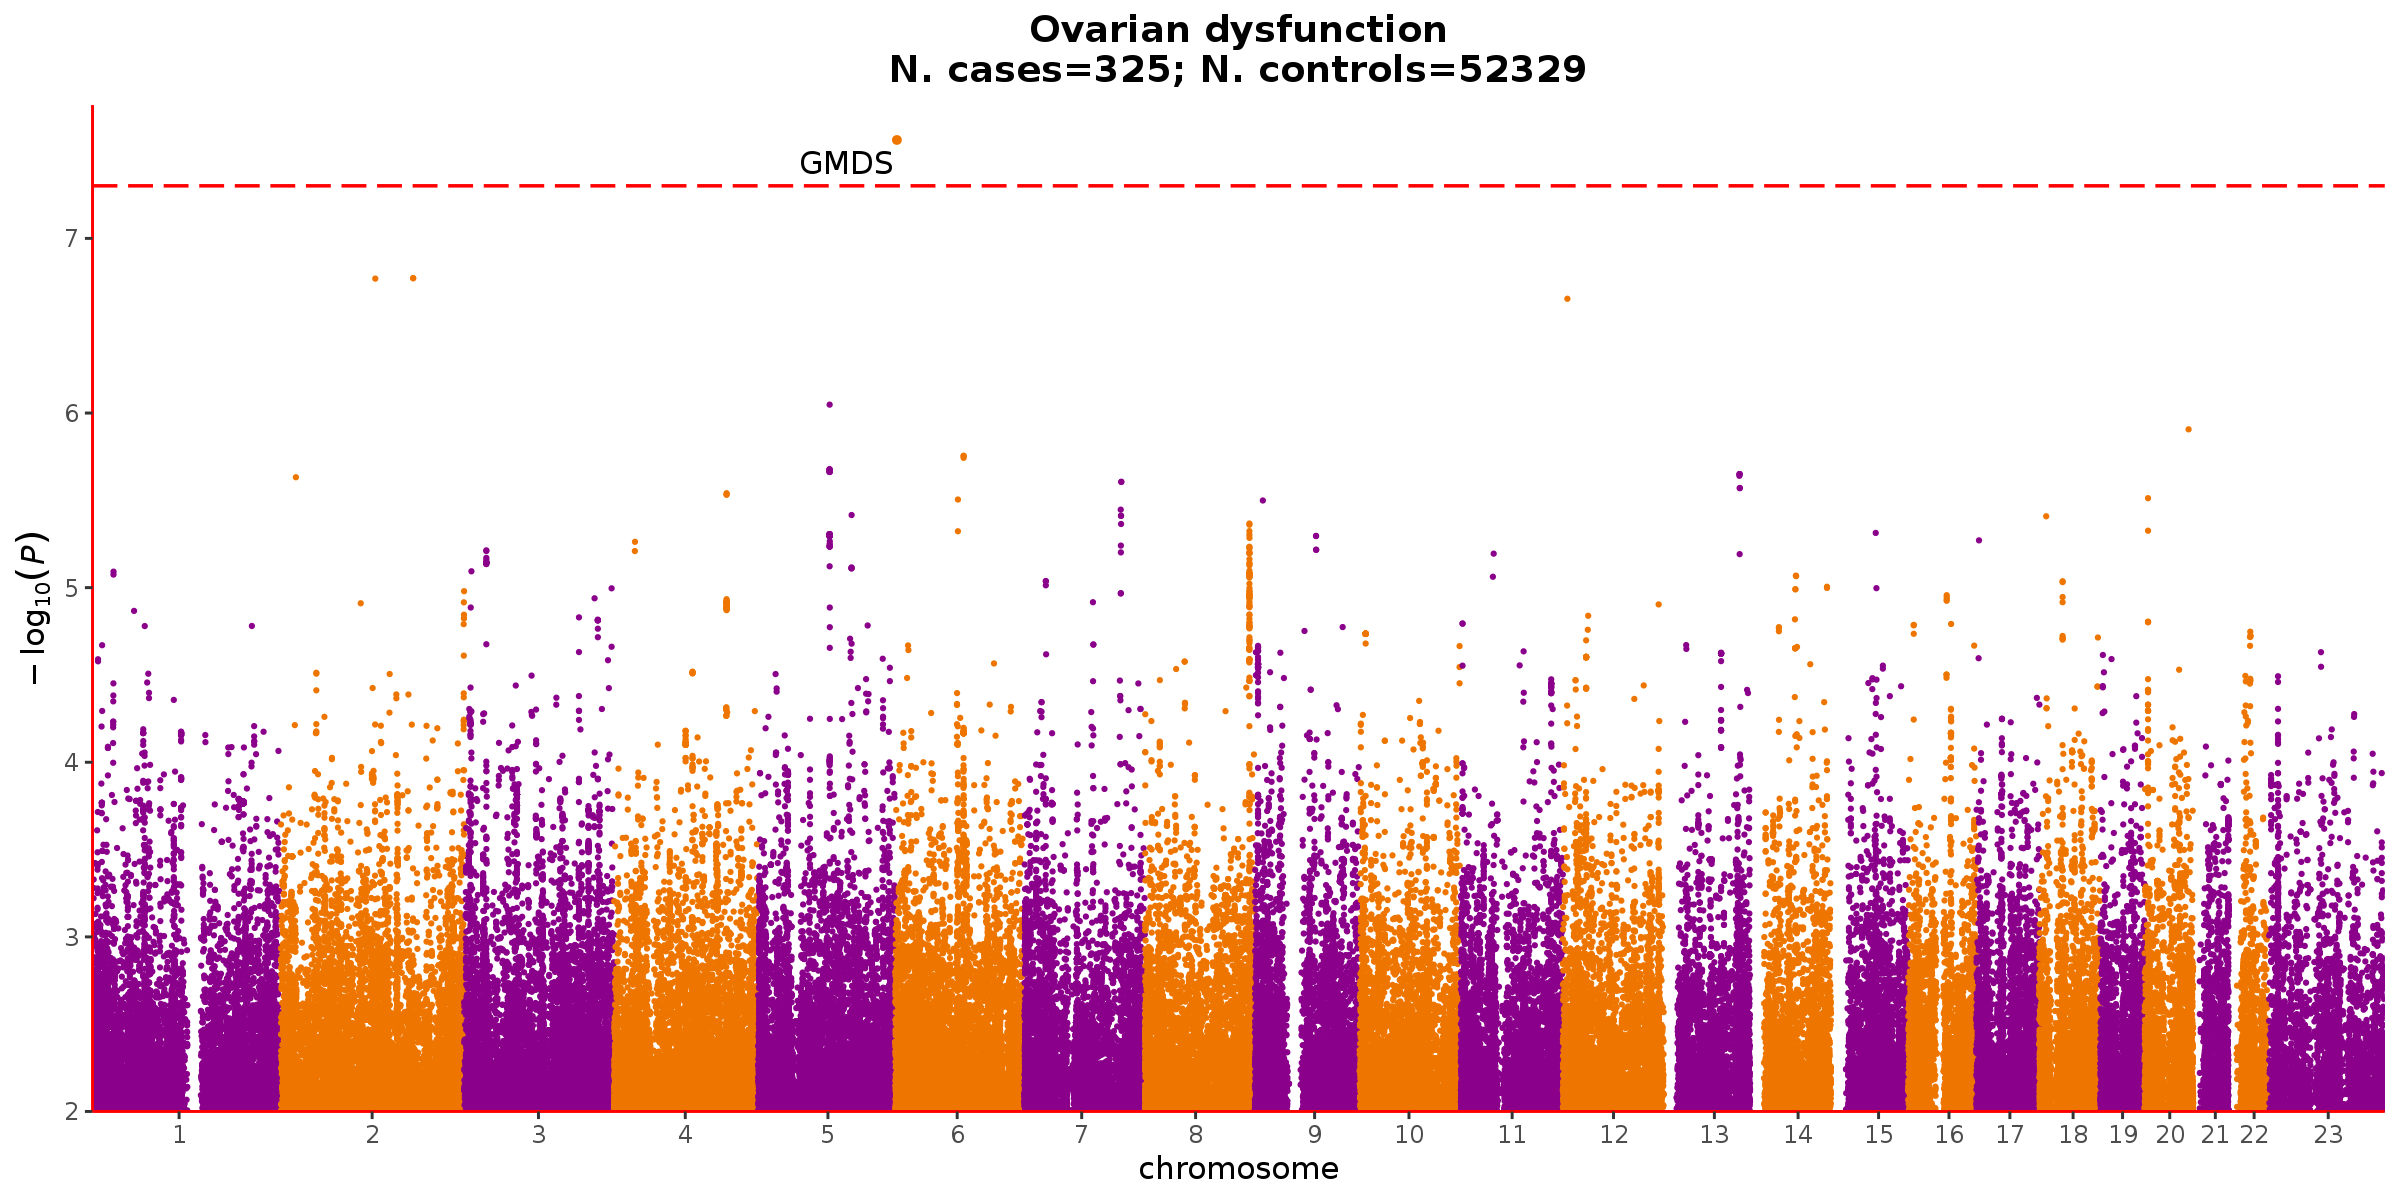 Ovarian dysfunction
N. cases=325; N. controls=52329
GMDS
7
6
5
4
3
2
−log₁₀(P)
1 2 3 4 5 6 7 8 9 10 11 12 13 14 15 16 17 18 19 20 21 22 23
chromosome